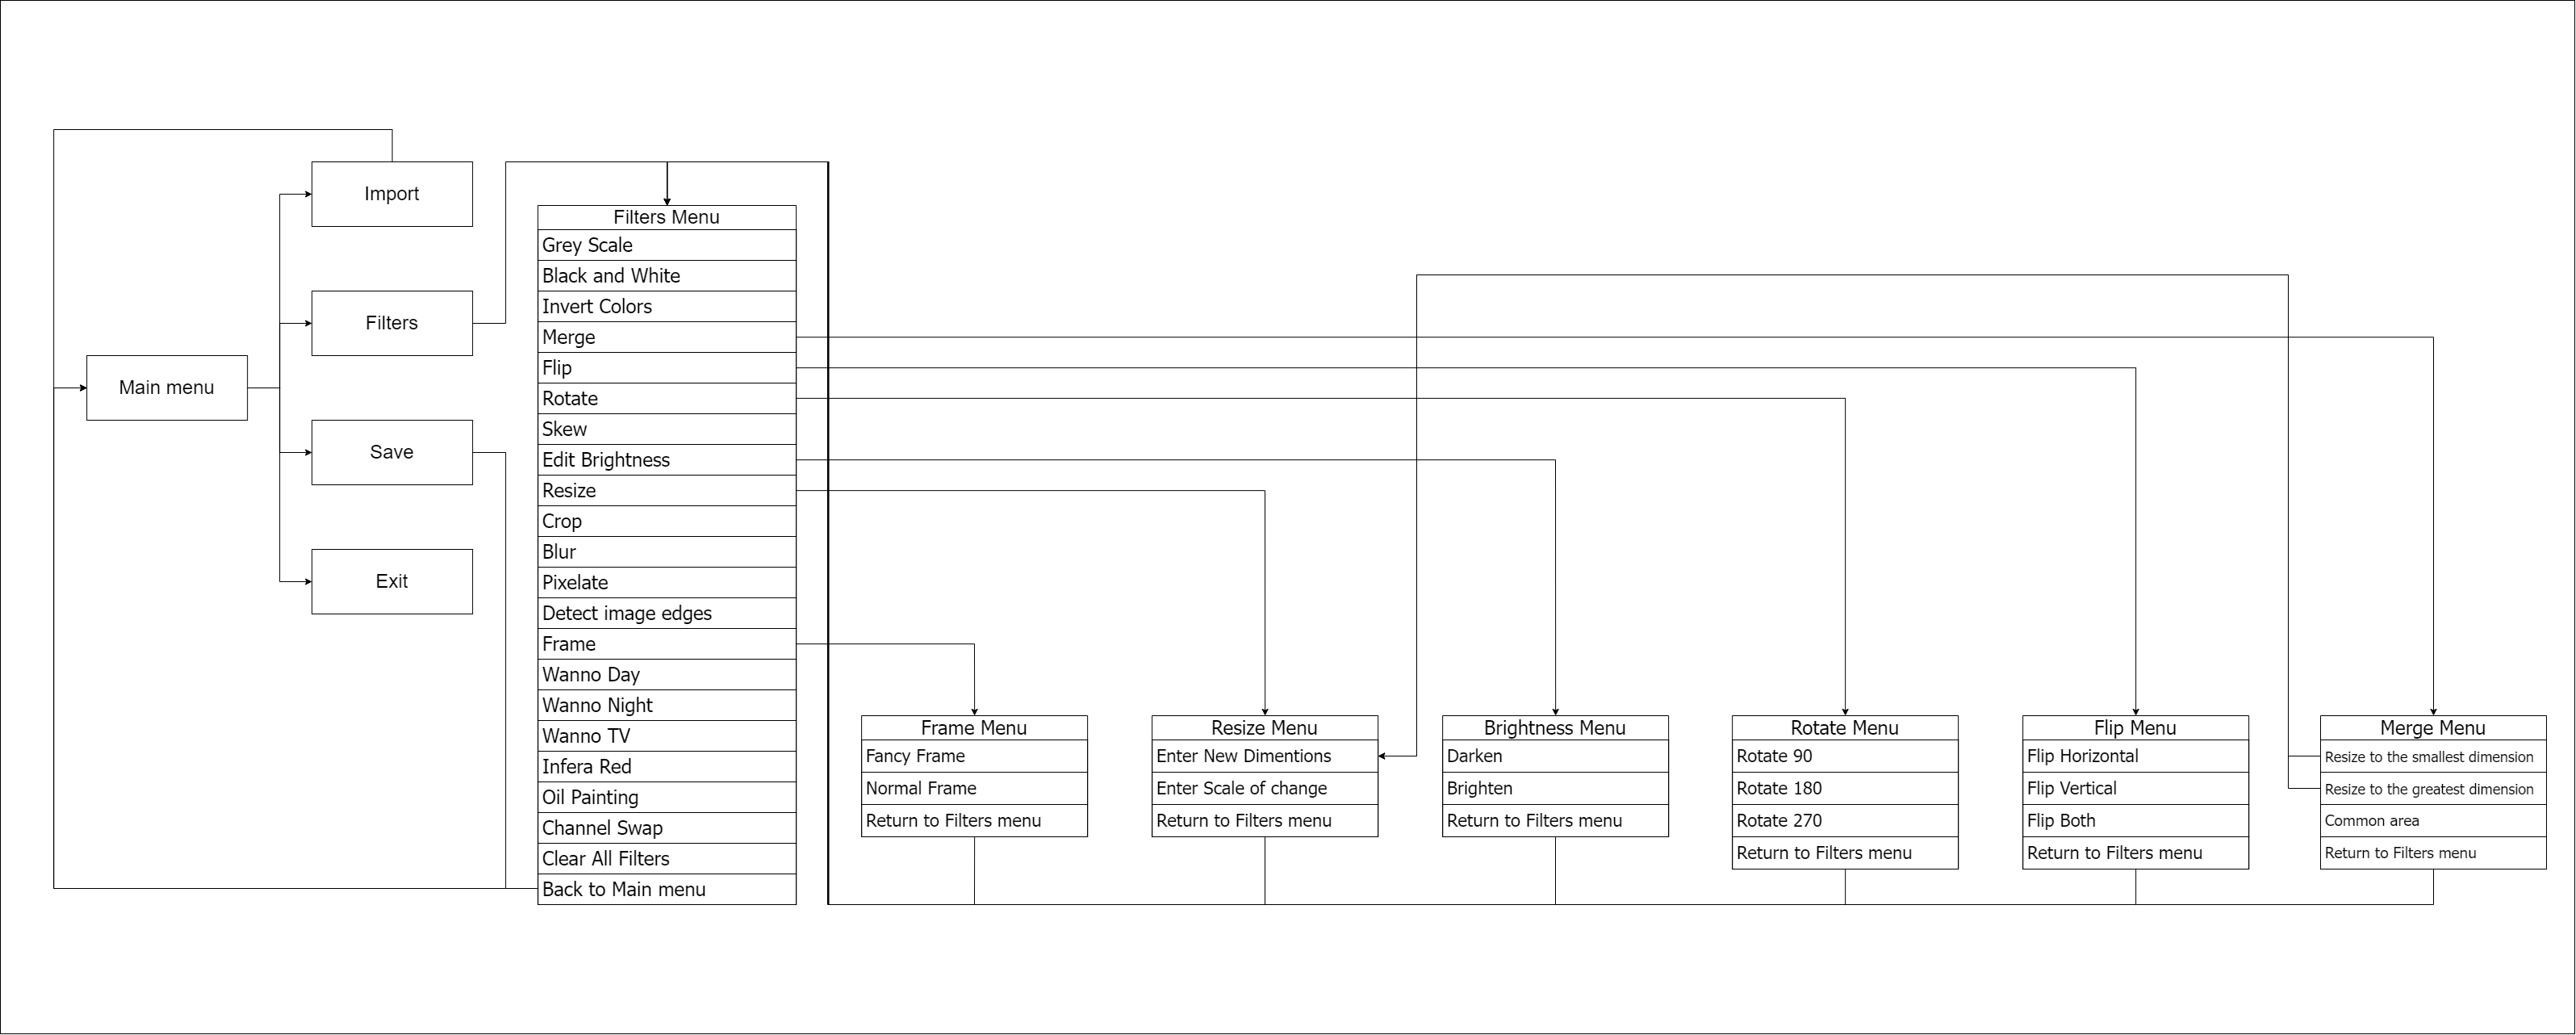 Import
Filters
Main menu
Save
Exit
Filters Menu
Grey Scale
Black and White
Invert Colors
Merge
Flip
Rotate
Skew
Edit Brightness
Resize
Crop
Blur
Pixelate
Detect image edges
Frame
Wanno Day
Wanno Night
Wanno TV
Infera Red
Oil Painting
Channel Swap
Clear All Filters
Back to Main menu
Frame Menu
Fancy Frame
Normal Frame
Return to Filters menu
Resize Menu
Enter New Dimentions
Enter Scale of change
Return to Filters menu
Brightness Menu
Darken
Brighten
Return to Filters menu
Rotate Menu
Rotate 90
Rotate 180
Rotate 270
Return to Filters menu
Flip Menu
Flip Horizontal
Flip Vertical
Flip Both
Return to Filters menu
Merge Menu
Resize to the smallest dimension
Resize to the greatest dimension
Common area
Return to Filters menu